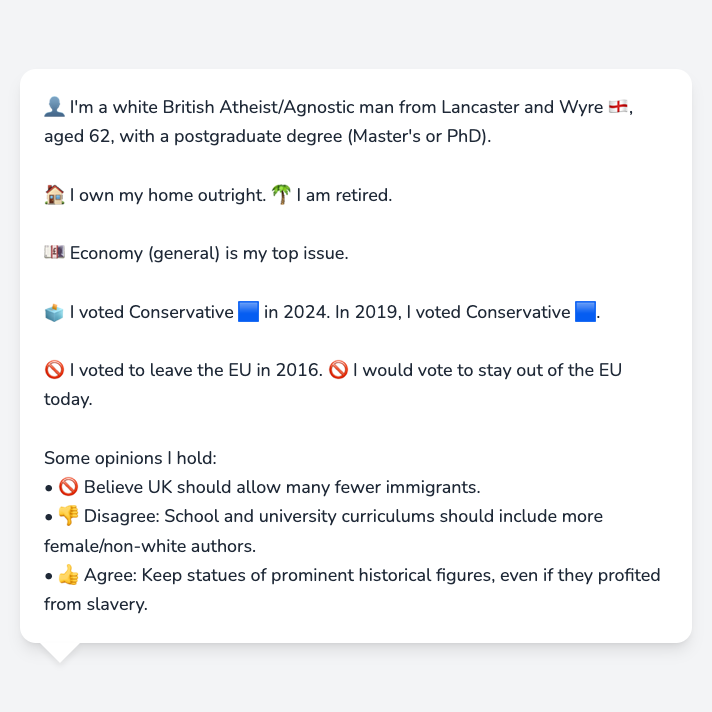 👤 I'm a white British Atheist/Agnostic man from Lancaster and Wyre 🏴󠁧󠁢󠁥󠁮󠁧󠁿,
aged 62, with a postgraduate degree (Master's or PhD).
🏠 I own my home outright. 🌴 I am retired.
💷 Economy (general) is my top issue.
🗳️ I voted Conservative 🟦 in 2024. In 2019, I voted Conservative 🟦.
🚫 I voted to leave the EU in 2016. 🚫 I would vote to stay out of the EU
today.
Some opinions I hold:
• 🚫 Believe UK should allow many fewer immigrants.
• 👎 Disagree: School and university curriculums should include more
female/non-white authors.
• 👍 Agree: Keep statues of prominent historical figures, even if they profited
from slavery.